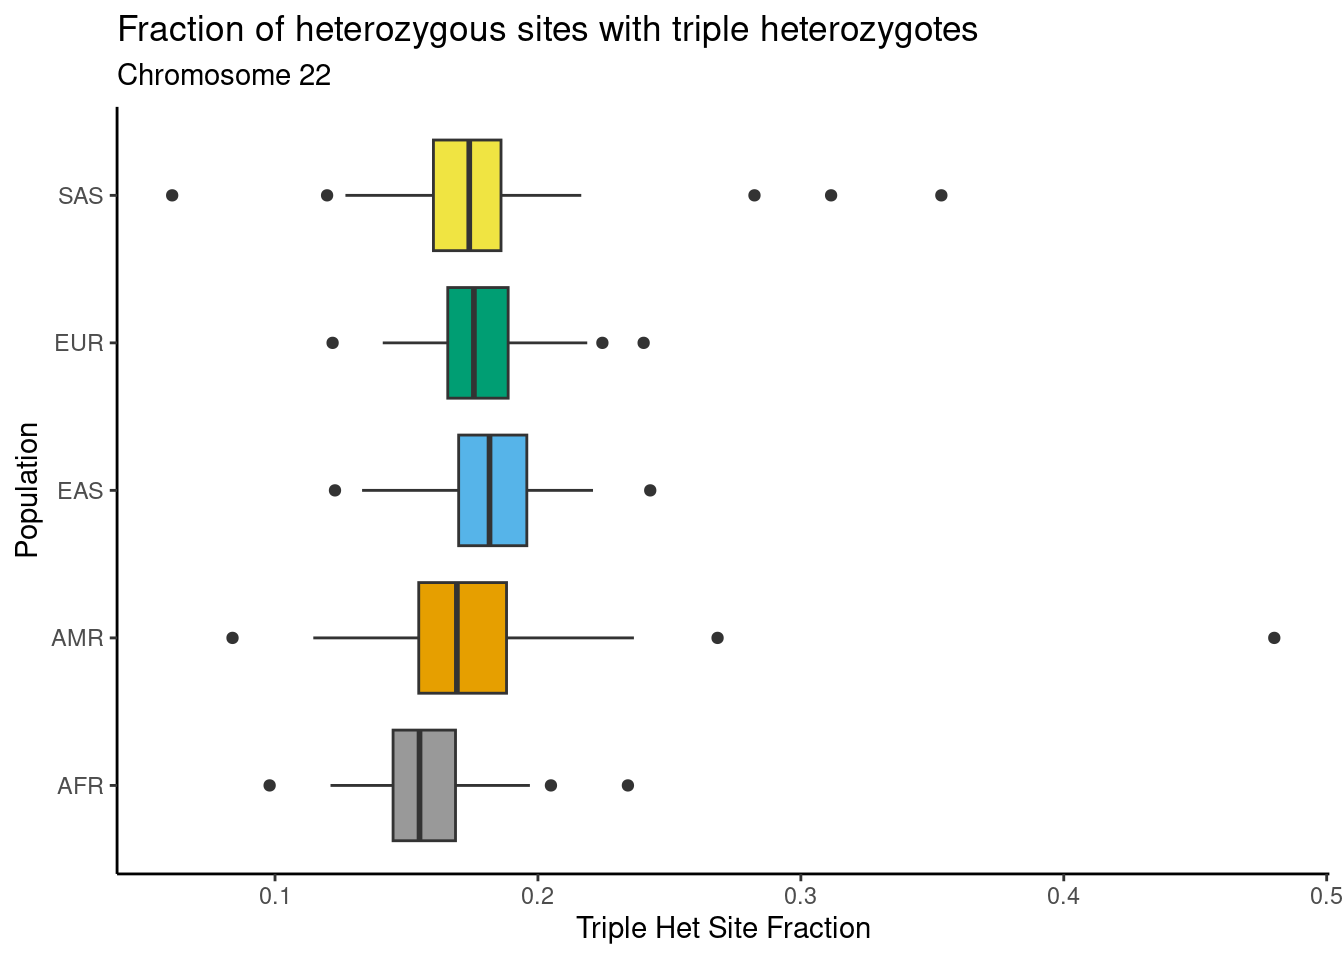 Fraction of heterozygous sites with triple heterozygotes
Chromosome 22
SAS
EUR
EAS
AMR
AFR
Population
0.1 0.2 0.3 0.4 0.5
Triple Het Site Fraction